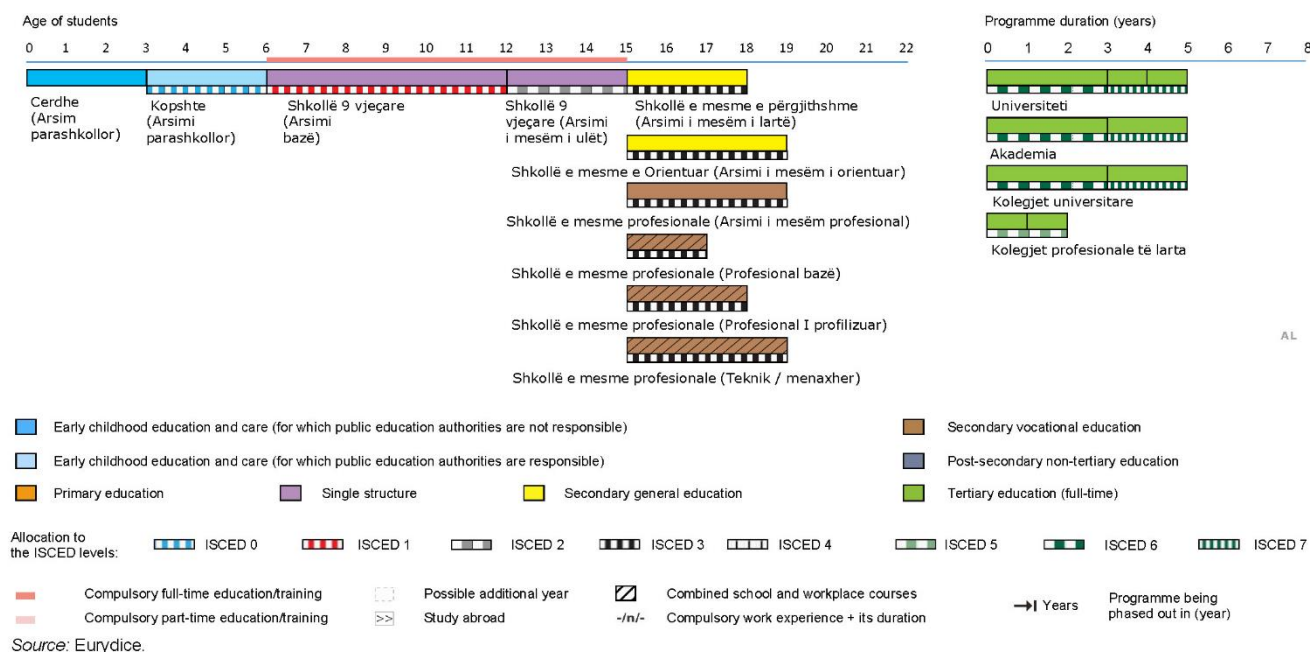 Age of students
Programme duration (years)
0 1 2 3 4 5 6 7 8 9 10 11 12 13 14 15 16 17 18 19 20 21 22
0 1 2 3 4 5 6 7 8
Cerdhe
(Arsim
parashkollor)
Kopshte
(Arsimi
parashkollor)
Shkollë 9 vjeçare
(Arsimi
bazë)
Shkollë 9
vjeçare (Arsimi
i mesëm i ulët)
Shkollë e mesme e përgjithshme
(Arsimi i mesëm i lartë)
Shkollë e mesme e Orientuar (Arsimi i mesëm i orientuar)
Shkollë e mesme profesionale (Arsimi i mesëm profesional)
Shkollë e mesme profesionale (Profesional bazë)
Shkollë e mesme profesionale (Profesional I profilizuar)
Shkollë e mesme profesionale (Teknik / menaxher)
Universiteti
Akademia
Kolegjet universitare
Kolegjet profesionale të larta
AL
Early childhood education and care (for which public education authorities are not responsible)
Secondary vocational education
Early childhood education and care (for which public education authorities are responsible)
Post-secondary non-tertiary education
Primary education
Single structure
Secondary general education
Tertiary education (full-time)
Allocation to
the ISCED levels:
ISCED 0
ISCED 1
ISCED 2
ISCED 3
ISCED 4
ISCED 5
ISCED 6
ISCED 7
Compulsory full-time education/training
Possible additional year
Combined school and workplace courses
Years
Programme being
phased out in (year)
Compulsory part-time education/training
>> Study abroad
-/n/- Compulsory work experience + its duration
Source: Eurydice.